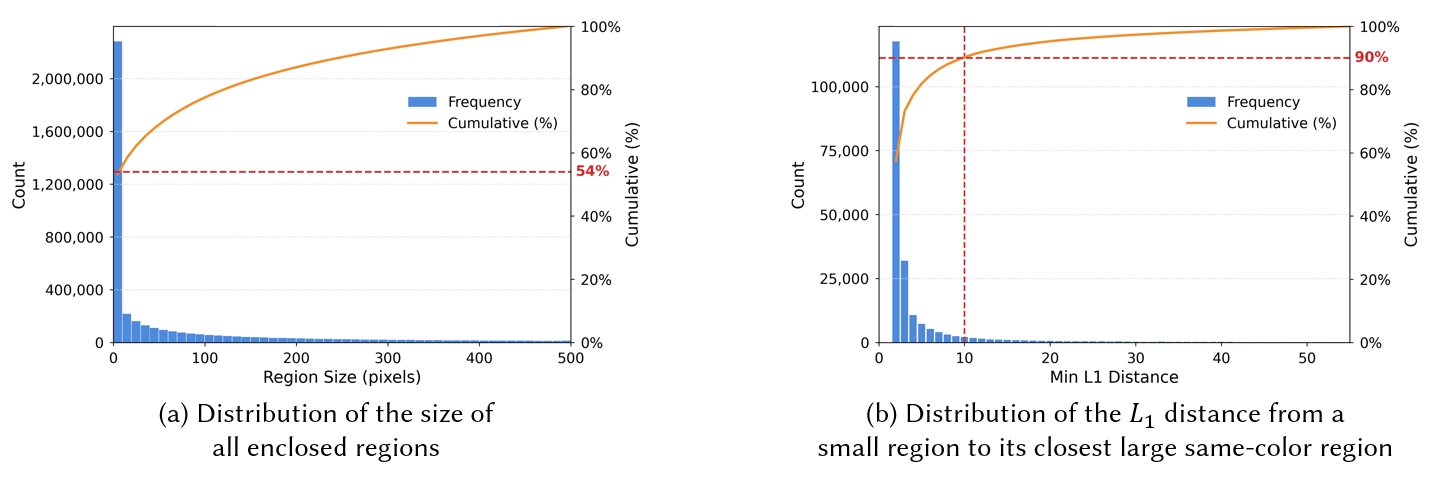 100%
2,000,000
80%
Frequency
Cumulative (%)
1,600,000
60%
54%
1,200,000
Count
Cumulative (%)
40%
800,000
20%
400,000
0
0%
0
100
200
300
400
500
Region Size (pixels)
(a) Distribution of the size of
all enclosed regions
100%
90%
100,000
80%
Frequency
Cumulative (%)
75,000
60%
Count
Cumulative (%)
50,000
40%
25,000
20%
0
0%
0
10
20
30
40
50
Min L1 Distance
(b) Distribution of the L₁ distance from a
small region to its closest large same-color region